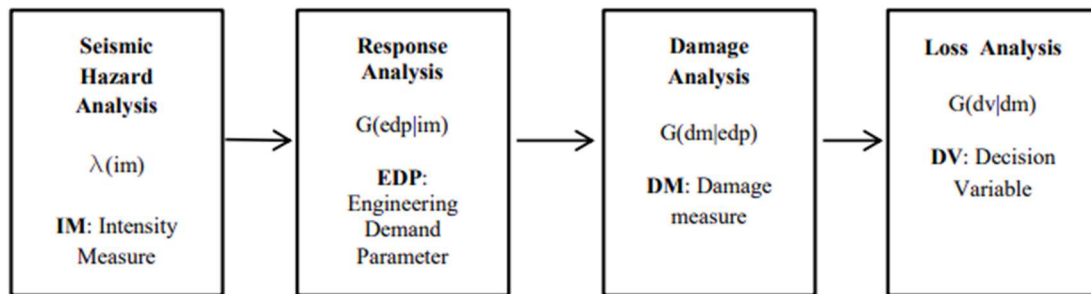 Seismic
Hazard
Analysis
λ(im)
IM: Intensity
Measure
Response
Analysis
G(edp|im)
EDP:
Engineering
Demand
Parameter
Damage
Analysis
G(dm|edp)
DM: Damage
measure
Loss Analysis
G(dv|dm)
DV: Decision
Variable